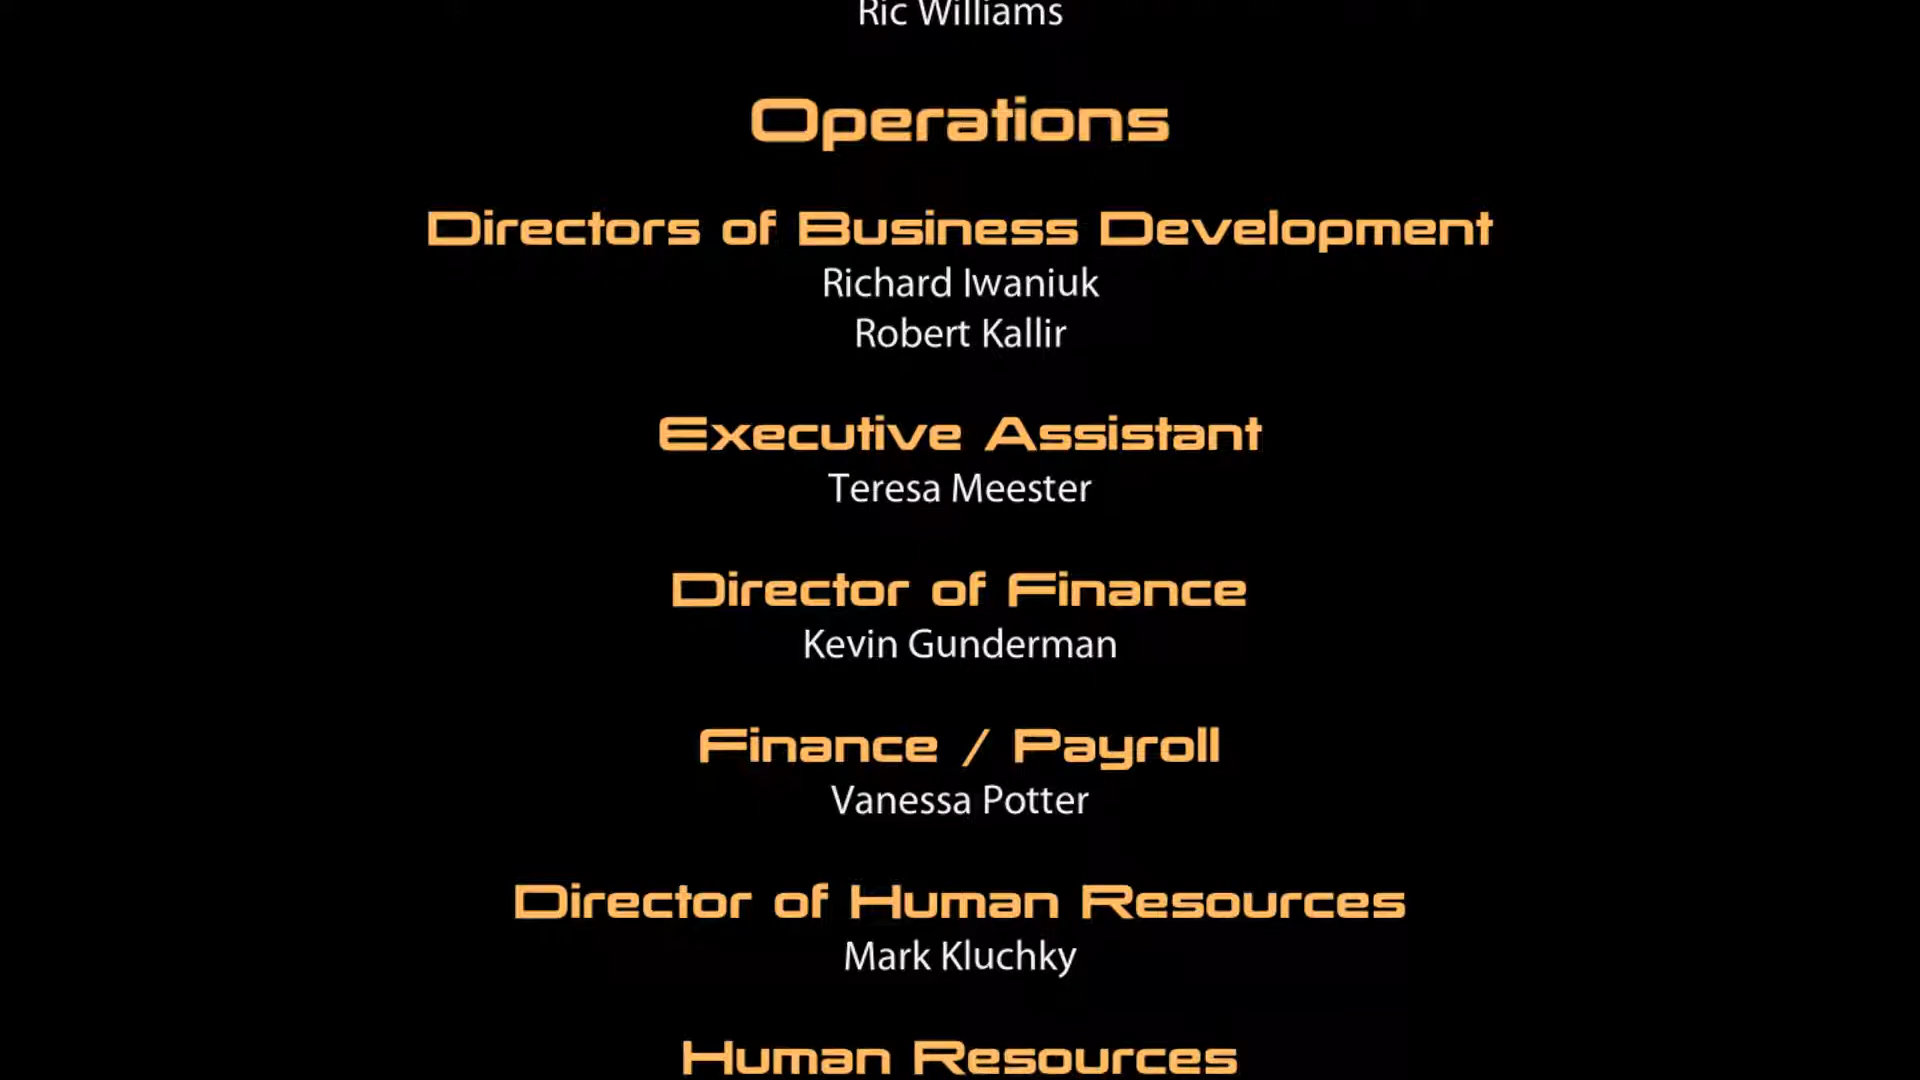 Ric Williams
Operations
Directors of Business Development
Richard Iwaniuk
Robert Kallir
Executive Assistant
Teresa Meester
Director of Finance
Kevin Gunderman
Finance / Payroll
Vanessa Potter
Director of Human Resources
Mark Kluchky
Human Resources